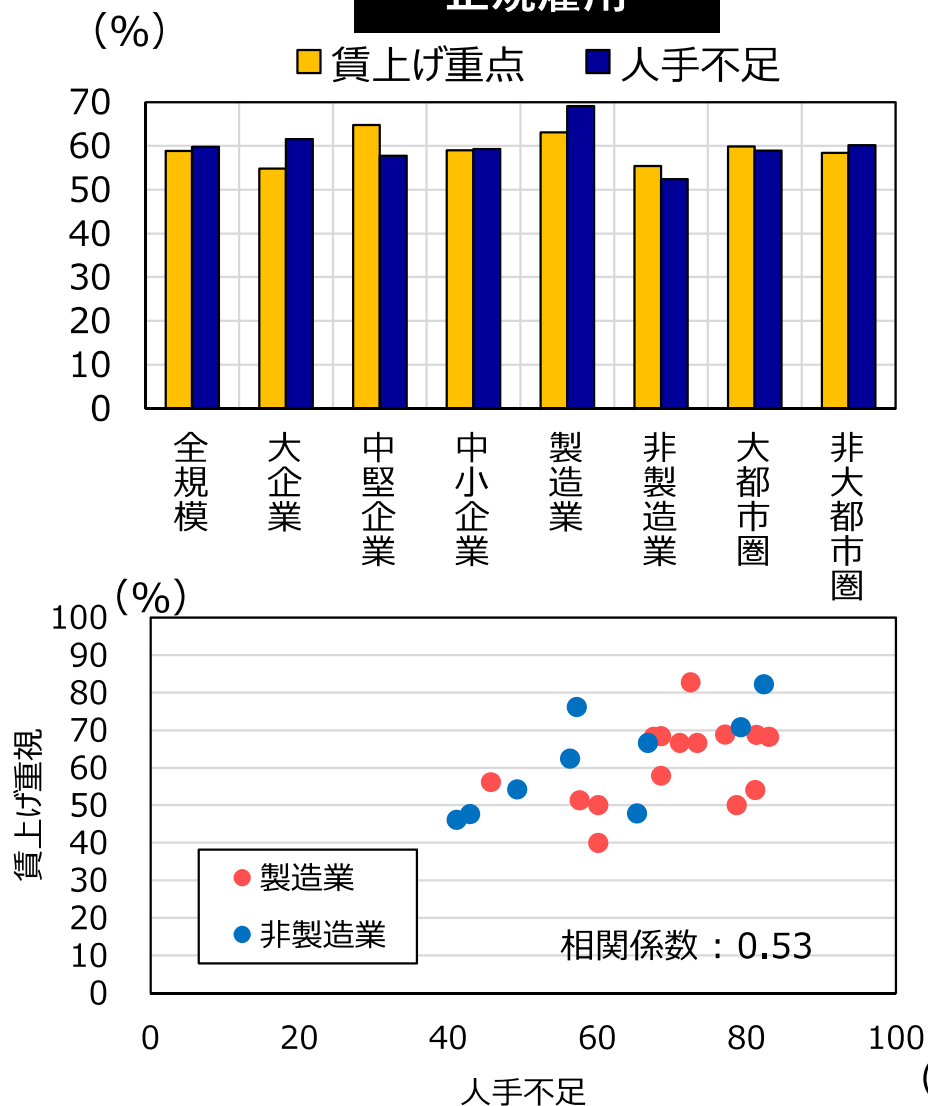 正規雇用
(%)
賃上げ重点 人手不足
70
60
50
40
30
20
10
0
全規模
大企業
中堅企業
中小企業
製造業
非製造業
大都市圏
非大都市圏
(%)
100
90
80
70
60
50
40
30
20
10
0
賃上げ重視
製造業
非製造業
相関係数：0.53
0 20 40 60 80 100
(
人手不足